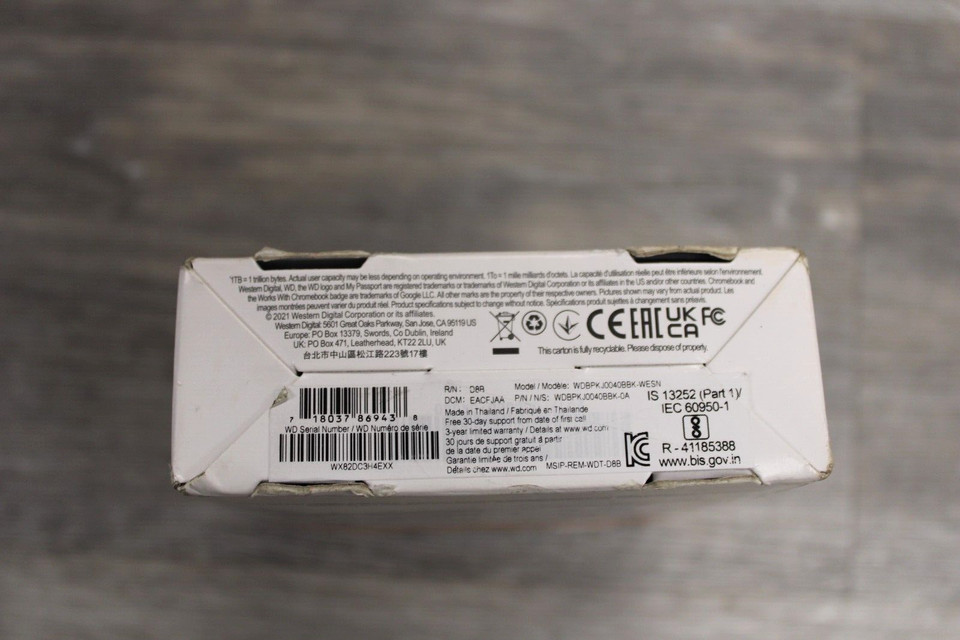 *1TB = 1 trillion bytes. Actual user capacity may be less depending on operating environment. 1To = 1 mille milliards d'octets. La capacité d'utilisation réelle peut être inférieure selon l'environnement.
Western Digital, WD, the WD logo and My Passport are registered trademarks or trademarks of Western Digital Corporation or its affiliates in the US and/or other countries. Chromebook and
the Works With Chromebook badge are trademarks of Google LLC. All other marks are the property of their respective owners. Pictures shown may vary from actual product. Les
images montrées peuvent varier du produit réel. Product specifications subject to change without notice. Spécifications produit sujettes à changement sans préavis.
© 2021 Western Digital Corporation or its affiliates.
Western Digital: 5601 Great Oaks Parkway, San Jose, CA 95119 US
Europe: PO Box 13379, Swords, Co Dublin, Ireland
UK: PO Box 471, Leatherhead, KT22 2LU, UK
台北市中山區松江路223號17樓
CE EAC UK CA FC
This carton is fully recyclable. Please dispose of properly.
7 18037 86943 8
WD Serial Number / WD Numéro de série
WX82DC3H4EXX
R/N: D8B Model / Modèle: WDBPKJ0040BBK-WESN
DCM: EACFJAA P/N / N/S: WDBPKJ0040BBK-0A
Made in Thailand / Fabriqué en Thaïlande
Free 30-day support from date of first call
3-year limited warranty / Details at www.wd.com
30 jours de support gratuit à partir
de la date du premier appel
Garantie limitée de trois ans /
Détails chez www.wd.com
MSIP-REM-WDT-D8B
IS 13252 (Part 1)/
IEC 60950-1
R - 41185388
www.bis.gov.in